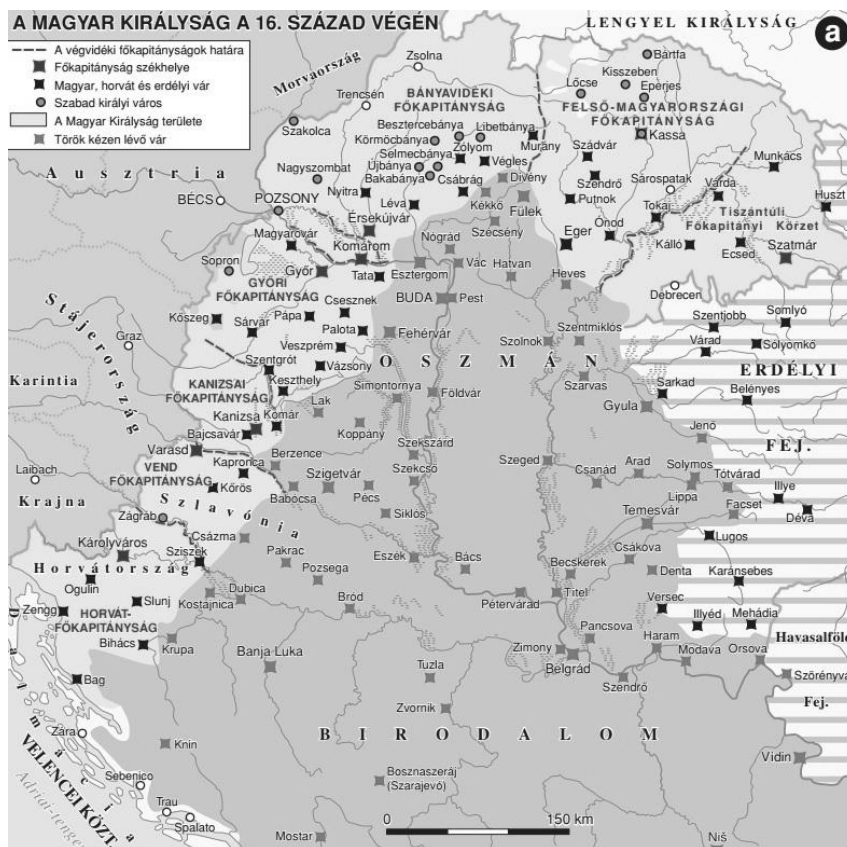 A MAGYAR KIRÁLYSÁG A 16. SZÁZAD VÉGÉN
a
A végvidéki főkapitányságok határa
Főkapitányság székhelye
Magyar, horvát és erdélyi vár
Szabad királyi város
A Magyar Királyság területe
Török kézen lévő vár
LENGYEL KIRÁLYSÁG
Morvaország
Zsolna
Trencsén
Szakolca
BÁNYAVIDÉKI
FŐKAPITÁNYSÁG
Besztercebánya
Libetbánya
Körmöcbánya
Zólyom
Selmecbánya
Végles
Újbánya
Bakabánya
Csábrág
Murány
Divény
Kékkő
Fülek
Szécsény
Bártfa
Kisszeben
Lőcse
Eperjes
FELSŐ-MAGYARORSZÁGI
FŐKAPITÁNYSÁG
Kassa
Szádvár
Szendrő
Putnok
Sárospatak
Munkács
Várda
Huszt
Tokaj
Ónod
Tiszántúli
Főkapitányi Körzet
Eger
Kálló
Ecsed
Szatmár
Ausztria
BÉCS
Nagyszombat
Nyitra
POZSONY
Léva
Érsekújvár
Magyaróvár
Komárom
Nógrád
Sopron
Győr
Tata
Esztergom
Vác
Hatvan
Heves
Debrecen
GYŐRI
FŐKAPITÁNYSÁG
Kőszeg
Sárvár
Pápa
Csesznek
Palota
Veszprém
Vázsony
BUDA
Pest
Fehérvár
Szolnok
Szentmiklós
Szentjobb
Somlyó
Várad
Sólyomkő
Stájerország
Graz
Karintia
Szentgrót
Keszthely
KANIZSAI
FŐKAPITÁNYSÁG
Kanizsa
Komár
Bajcsavár
OSZMÁN
ERDÉLYI
FEJ.
Simontornya
Földvár
Lak
Koppány
Szarvas
Sarkad
Belényes
Gyula
Jenő
Laibach
Krajna
Varasd
VEND
FŐKAPITÁNYSÁG
Kapronca
Kőrös
Berzence
Babócsa
Szigetvár
Pécs
Szekszárd
Szekcső
Siklós
Szeged
Csanád
Arad
Solymos
Tótvárad
Lippa
Illye
Facset
Déva
Temesvár
Szlavónia
Zágráb
Csázma
Károlyváros
Sziszek
Pakrac
Pozsega
Eszék
Bács
Csákova
Lugos
Becskerek
Denta
Karánsebes
Horvátország
Ogulin
Slunj
Zengg
HORVÁT-
FŐKAPITÁNYSÁG
Bihács
Kostajnica
Dubica
Bród
Pétervárad
Titel
Versec
Illyéd
Mehádia
Krupa
Banja Luka
Tuzla
Zimony
Belgrád
Pancsova
Haram
Modava
Orsova
Szendrő
Havasalföld
Szörényvár
Fej.
Bag
Zvornik
BIRODALOM
Dalmácia
Zára
Knin
Vidin
VELENCEI KÖZT.
Sebenico
Bosnaszeráj
(Szarajevó)
Trau
Spalato
Mostar
Niš
0 150 km